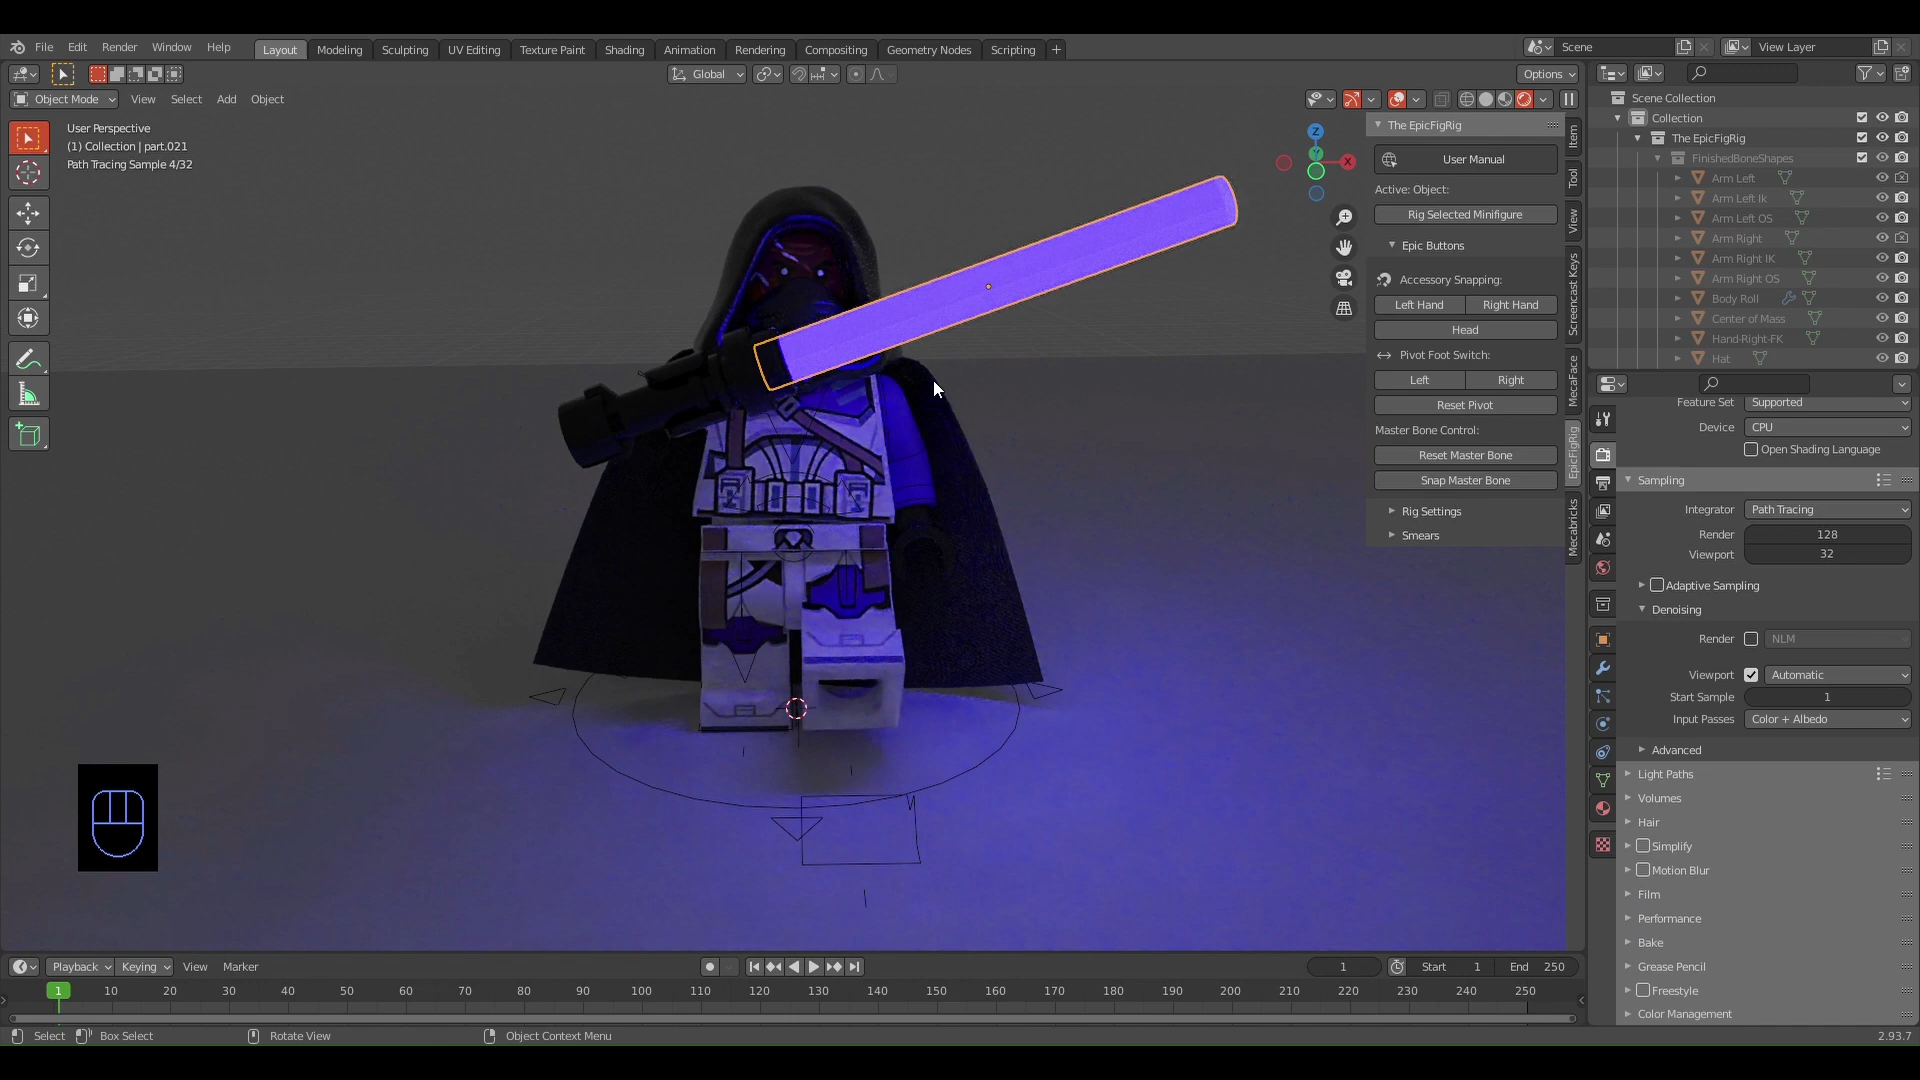 File Edit Render Window Help Layout Modeling Sculpting UV Editing Texture Paint Shading Animation Rendering Compositing Geometry Nodes Scripting + Scene View Layer
Global Options
Object Mode View Select Add Object
User Perspective
(1) Collection | part.021
Path Tracing Sample 4/32
Z
Y
X
The EpicFigRig
User Manual
Active: Object:
Rig Selected Minifigure
Epic Buttons
Accessory Snapping:
Left Hand Right Hand
Head
Pivot Foot Switch:
Left Right
Reset Pivot
Master Bone Control:
Reset Master Bone
Snap Master Bone
Rig Settings
Smears
Item
Tool
View
Screencast Keys
MecaFace
EpicFigRig
Mecabricks
Scene Collection
Collection
The EpicFigRig
FinishedBoneShapes
Arm Left
Arm Left Ik
Arm Left OS
Arm Right
Arm Right IK
Arm Right OS
Body Roll
Center of Mass
Hand-Right-FK
Hat
Feature Set Supported
Device CPU
Open Shading Language
Sampling
Integrator Path Tracing
Render 128
Viewport 32
Adaptive Sampling
Denoising
Render NLM
Viewport Automatic
Start Sample 1
Input Passes Color + Albedo
Advanced
Light Paths
Volumes
Hair
Simplify
Motion Blur
Film
Performance
Bake
Grease Pencil
Freestyle
Color Management
Playback Keying View Marker 1 Start 1 End 250
1 10 20 30 40 50 60 70 80 90 100 110 120 130 140 150 160 170 180 190 200 210 220 230 240 250
Select Box Select Rotate View Object Context Menu 2.93.7